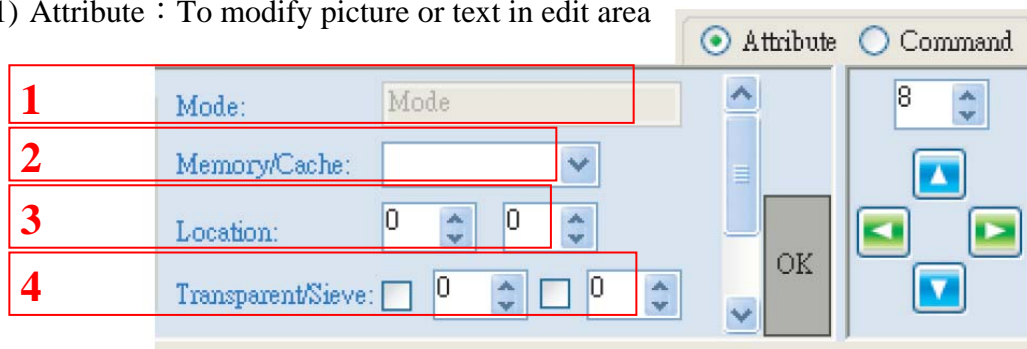 1) Attribute：To modify picture or text in edit area
Attribute Command
1 Mode: Mode
8
2 Memory/Cache:
3 Location: 0 0
OK
4 Transparent/Sieve: 0 0